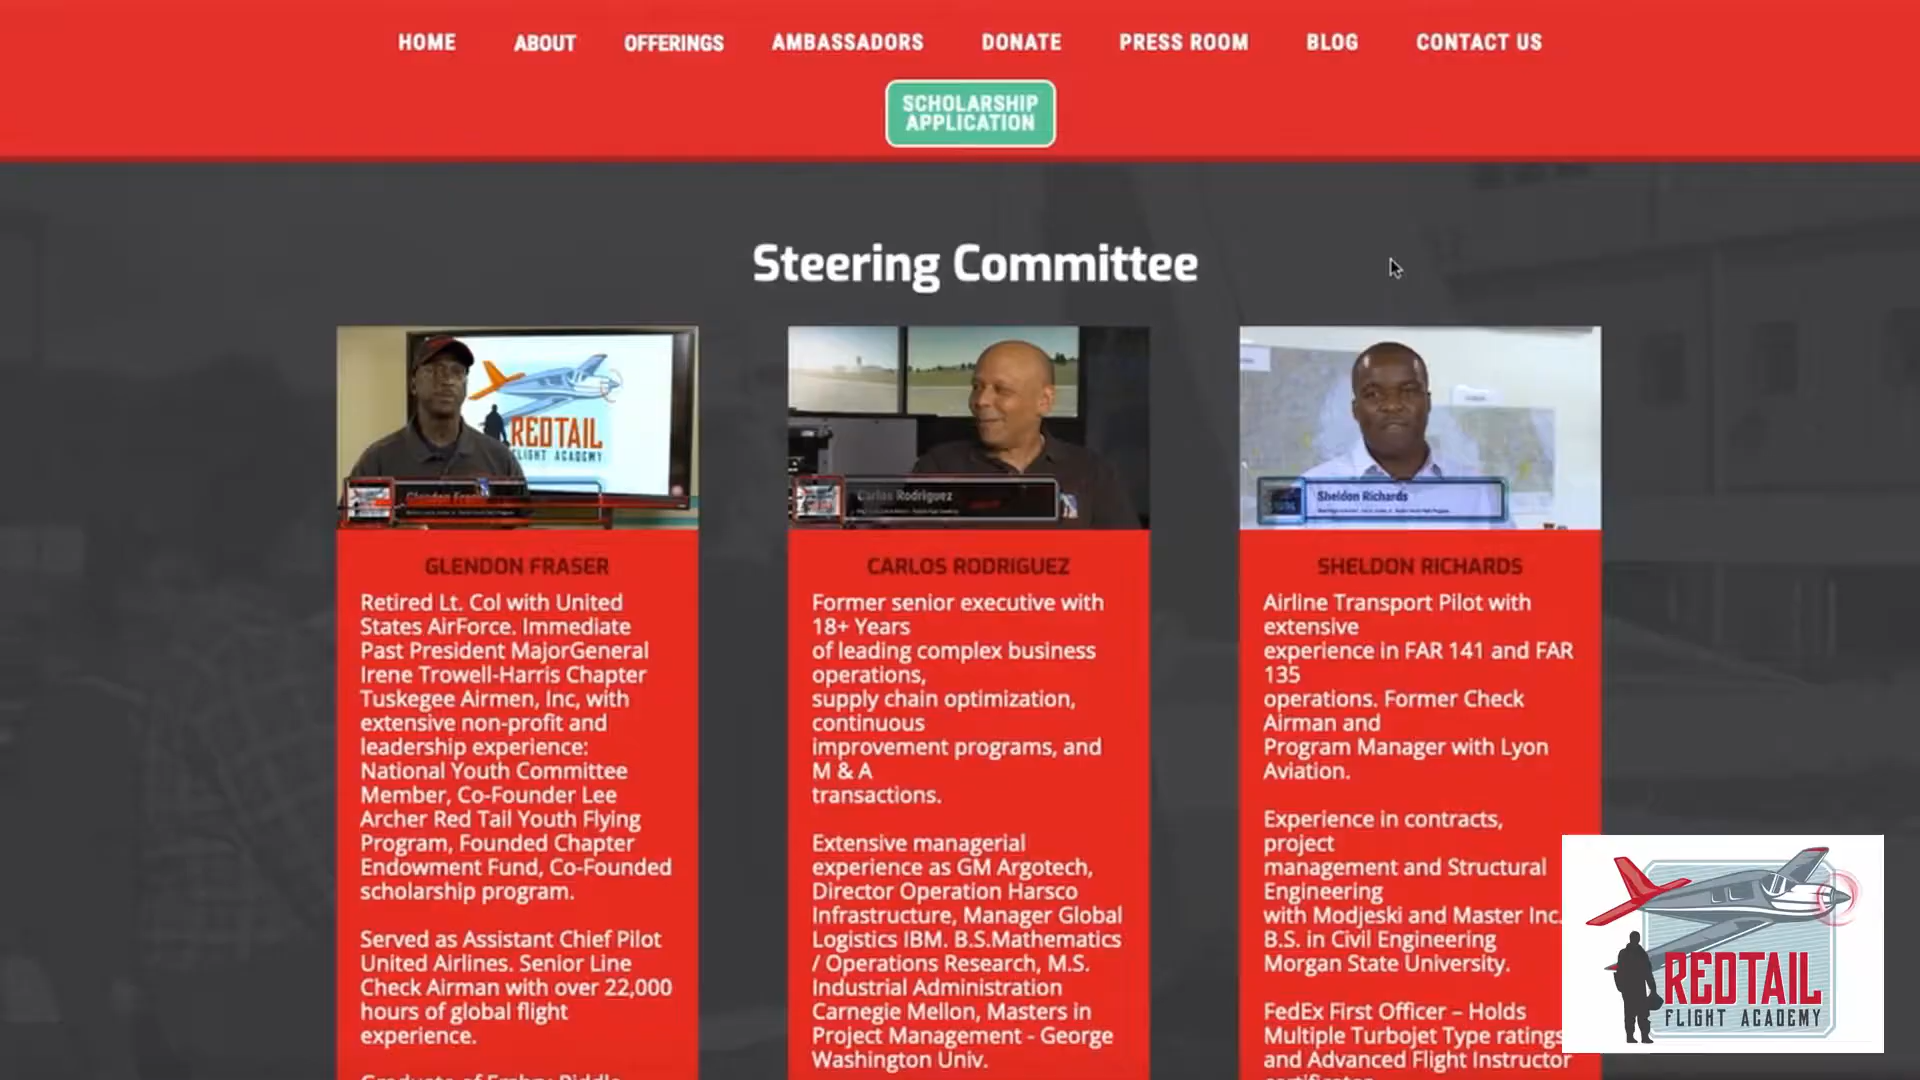 HOME ABOUT OFFERINGS AMBASSADORS DONATE PRESS ROOM BLOG CONTACT US
SCHOLARSHIP
APPLICATION
Steering Committee
REDTAIL
FLIGHT ACADEMY
Glendon Fraser
Carlos Rodriguez
Sheldon Richards
GLENDON FRASER
Retired Lt. Col with United
States AirForce. Immediate
Past President MajorGeneral
Irene Trowell-Harris Chapter
Tuskegee Airmen, Inc, with
extensive non-profit and
leadership experience:
National Youth Committee
Member, Co-Founder Lee
Archer Red Tail Youth Flying
Program, Founded Chapter
Endowment Fund, Co-Founded
scholarship program.
Served as Assistant Chief Pilot
United Airlines. Senior Line
Check Airman with over 22,000
hours of global flight
experience.
CARLOS RODRIGUEZ
Former senior executive with
18+ Years
of leading complex business
operations,
supply chain optimization,
continuous
improvement programs, and
M & A
transactions.
Extensive managerial
experience as GM Argotech,
Director Operation Harsco
Infrastructure, Manager Global
Logistics IBM. B.S.Mathematics
/ Operations Research, M.S.
Industrial Administration
Carnegie Mellon, Masters in
Project Management - George
Washington Univ.
SHELDON RICHARDS
Airline Transport Pilot with
extensive
experience in FAR 141 and FAR
135
operations. Former Check
Airman and
Program Manager with Lyon
Aviation.
Experience in contracts,
project
management and Structural
Engineering
with Modjeski and Master Inc.
B.S. in Civil Engineering
Morgan State University.
FedEx First Officer – Holds
Multiple Turbojet Type ratings
and Advanced Flight Instructor
REDTAIL
FLIGHT ACADEMY